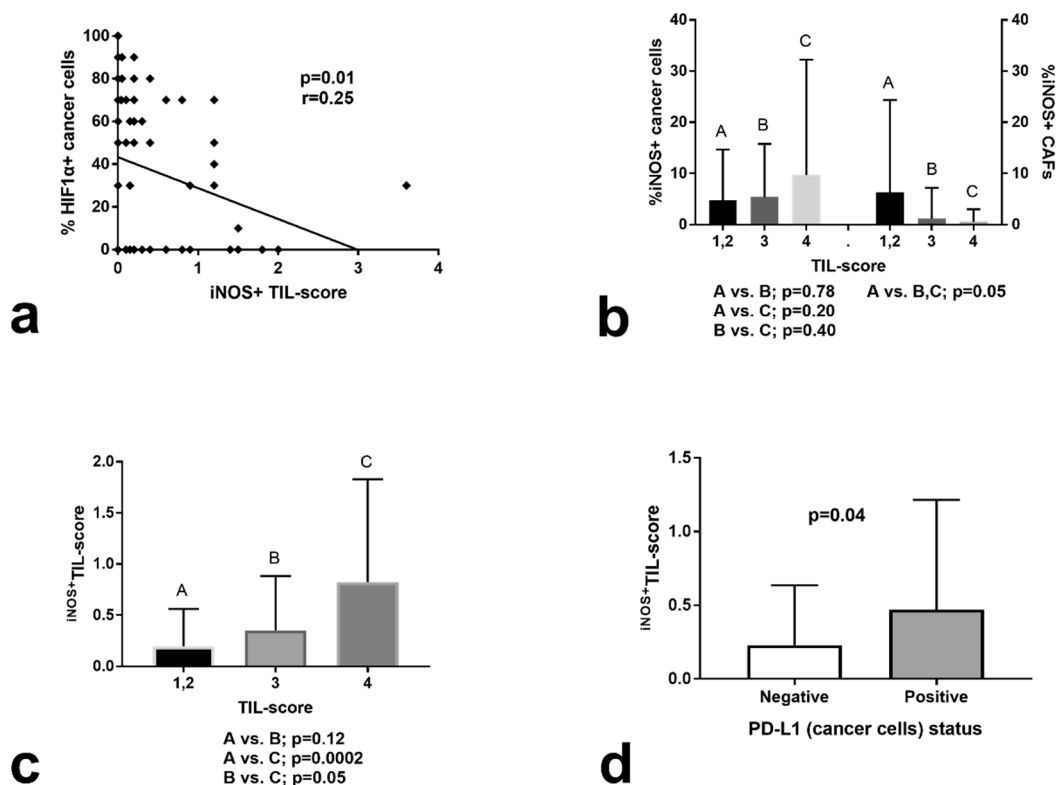 100
80
60
40
20
0
% HIF1α+ cancer cells
p=0.01
r=0.25
0 1 2 3 4
iNOS+ TIL-score
a
40
30
20
10
0
%iNOS+ cancer cells
A B C A B C
40
30
20
10
0
%iNOS+ CAFs
1,2 3 4 . 1,2 3 4
TIL-score
A vs. B; p=0.78 A vs. B,C; p=0.05
A vs. C; p=0.20
B vs. C; p=0.40
b
2.0
1.5
1.0
0.5
0.0
iNOS+TIL-score
A B C
1,2 3 4
TIL-score
A vs. B; p=0.12
A vs. C; p=0.0002
B vs. C; p=0.05
c
1.5
1.0
0.5
0.0
iNOS+TIL-score
p=0.04
Negative Positive
PD-L1 (cancer cells) status
d